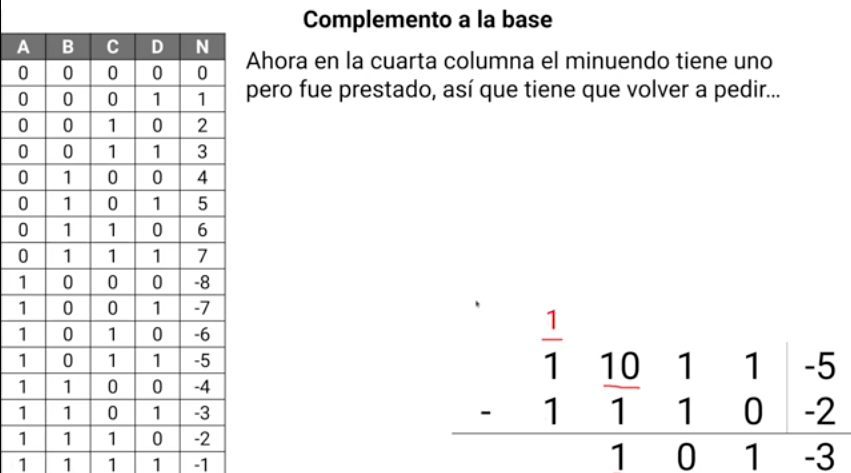 Complemento a la base
Ahora en la cuarta columna el minuendo tiene uno
pero fue prestado, así que tiene que volver a pedir...
A B C D N
0 0 0 0 0
0 0 0 1 1
0 0 1 0 2
0 0 1 1 3
0 1 0 0 4
0 1 0 1 5
0 1 1 0 6
0 1 1 1 7
1 0 0 0 -8
1 0 0 1 -7
1 0 1 0 -6
1 0 1 1 -5
1 1 0 0 -4
1 1 0 1 -3
1 1 1 0 -2
1 1 1 1 -1
1
1 10 1 1 -5
- 1 1 1 0 -2
1 0 1 -3